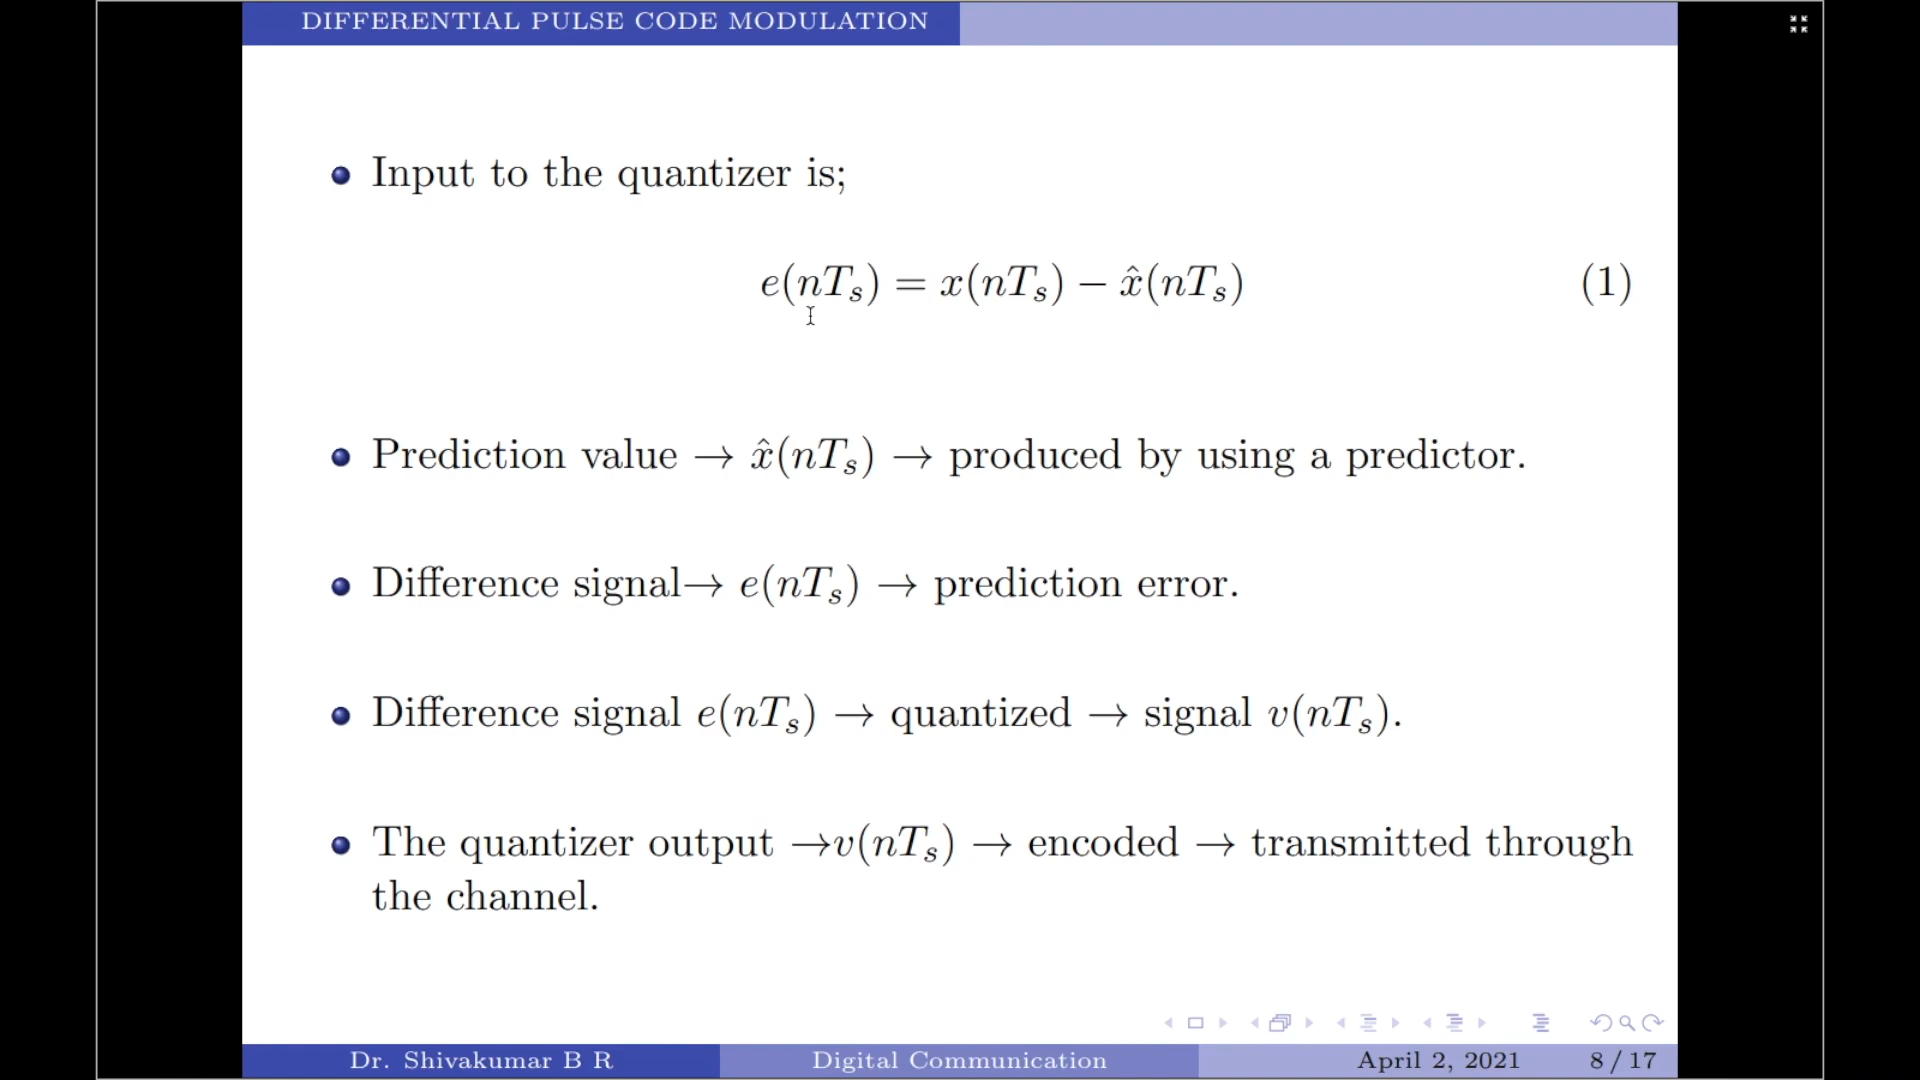 DIFFERENTIAL PULSE CODE MODULATION
Input to the quantizer is;
e(nTₛ) = x(nTₛ) − x̂(nTₛ) (1)
Prediction value → x̂(nTₛ) → produced by using a predictor.
Difference signal→ e(nTₛ) → prediction error.
Difference signal e(nTₛ) → quantized → signal v(nTₛ).
The quantizer output →v(nTₛ) → encoded → transmitted through
the channel.
Dr. Shivakumar B R Digital Communication April 2, 2021 8 / 17